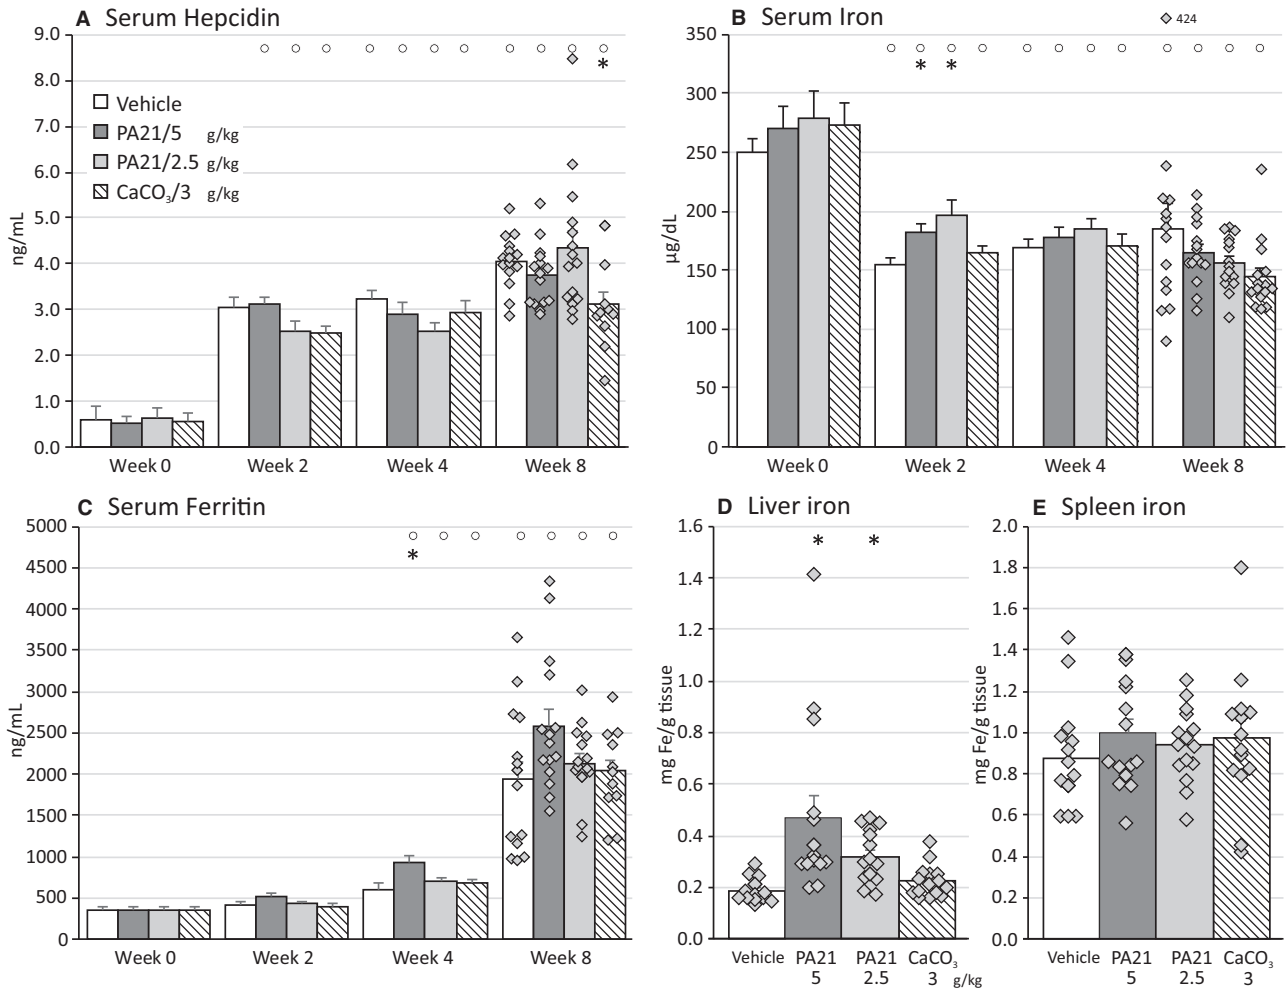 A Serum Hepcidin
9.0
8.0
7.0
6.0
5.0
4.0
3.0
2.0
1.0
0.0
ng/mL
Vehicle
PA21/5 g/kg
PA21/2.5 g/kg
CaCO₃/3 g/kg
*
Week 0 Week 2 Week 4 Week 8
B Serum Iron
424
350
300
250
200
150
100
50
0
µg/dL
* *
Week 0 Week 2 Week 4 Week 8
C Serum Ferritin
5000
4500
4000
3500
3000
2500
2000
1500
1000
500
0
ng/mL
*
Week 0 Week 2 Week 4 Week 8
D Liver iron
1.6
1.4
1.2
1.0
0.8
0.6
0.4
0.2
0.0
mg Fe/g tissue
* *
Vehicle PA21 PA21 CaCO₃
5 2.5 3 g/kg
E Spleen iron
2.0
1.8
1.6
1.4
1.2
1.0
0.8
0.6
0.4
0.2
0.0
mg Fe/g tissue
Vehicle PA21 PA21 CaCO₃
5 2.5 3